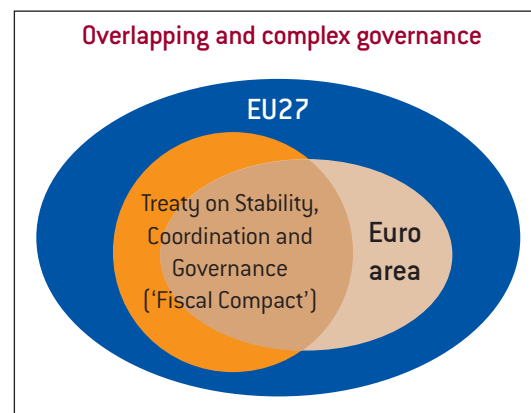 Overlapping and complex governance
EU27
Treaty on Stability,
Coordination and
Governance
(‘Fiscal Compact’)
Euro
area